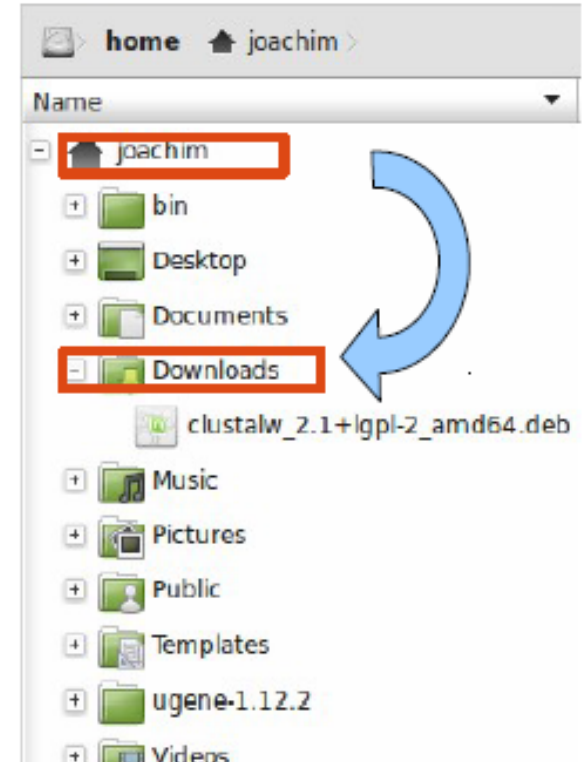 home joachim
Name
joachim
bin
Desktop
Documents
Downloads
clustalw_2.1+lgpl-2_amd64.deb
Music
Pictures
Public
Templates
ugene-1.12.2
Videos